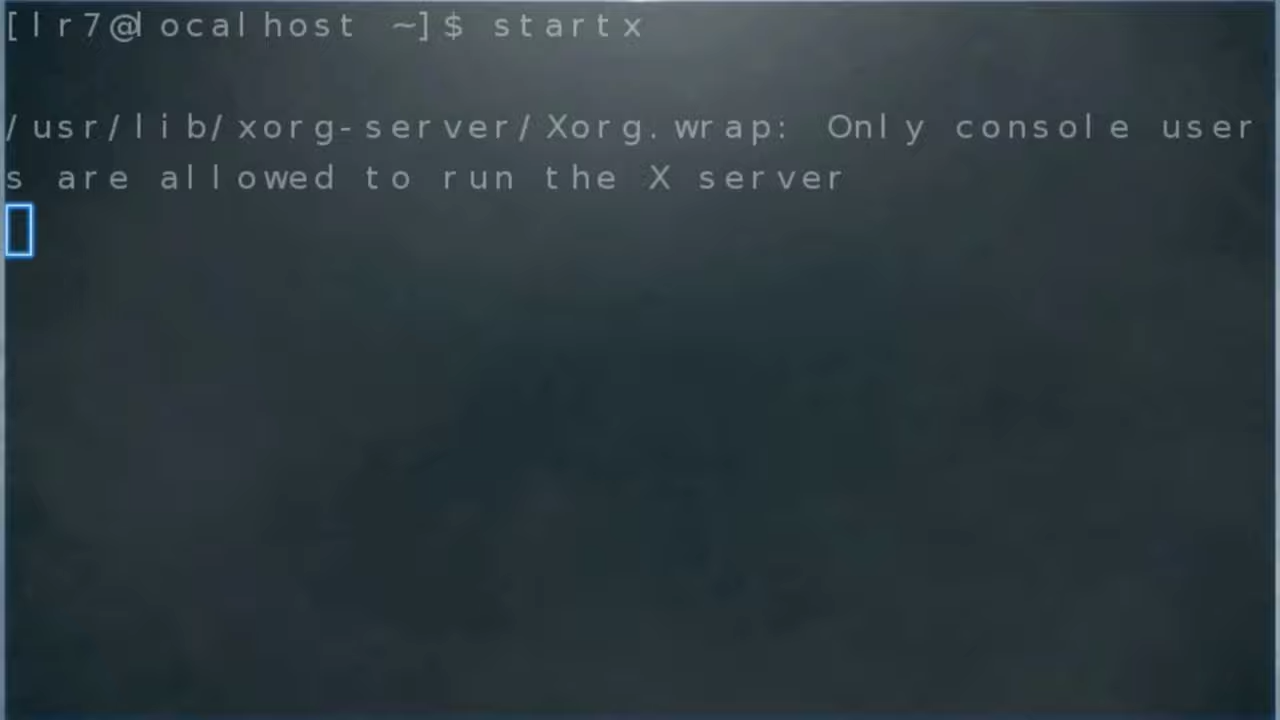 [lr7@localhost ~]$ startx
/usr/lib/xorg-server/Xorg.wrap: Only console user
s are allowed to run the X server